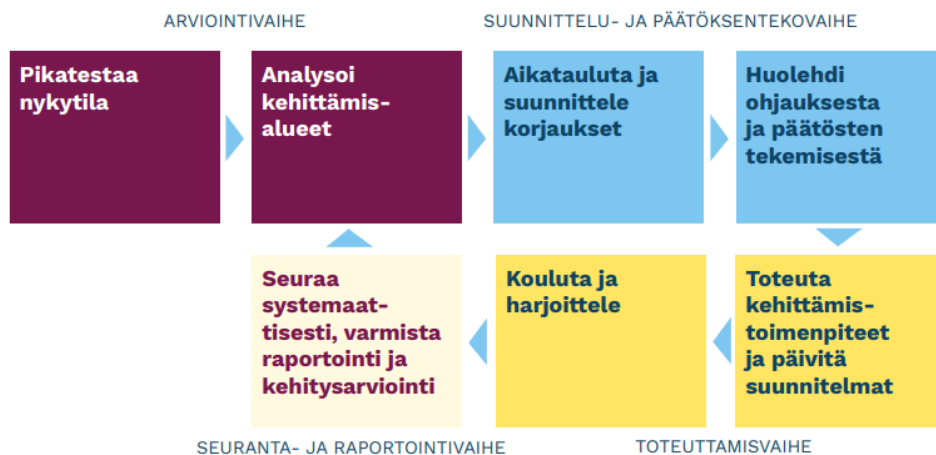 ARVIOINTIVAIHE
SUUNNITTELU- JA PÄÄTÖKSENTEKOVAIHE
Pikatestaa
nykytila
Analysoi
kehittämis-
alueet
Aikatauluta ja
suunnittele
korjaukset
Huolehdi
ohjauksesta
ja päätösten
tekemisestä
Seuraa
systemaat-
tisesti, varmista
raportointi ja
kehitysarviointi
Kouluta ja
harjoittele
Toteuta
kehittämis-
toimenpiteet
ja päivitä
suunnitelmat
SEURANTA- JA RAPORTOINTIVAIHE
TOTEUTTAMISVAIHE